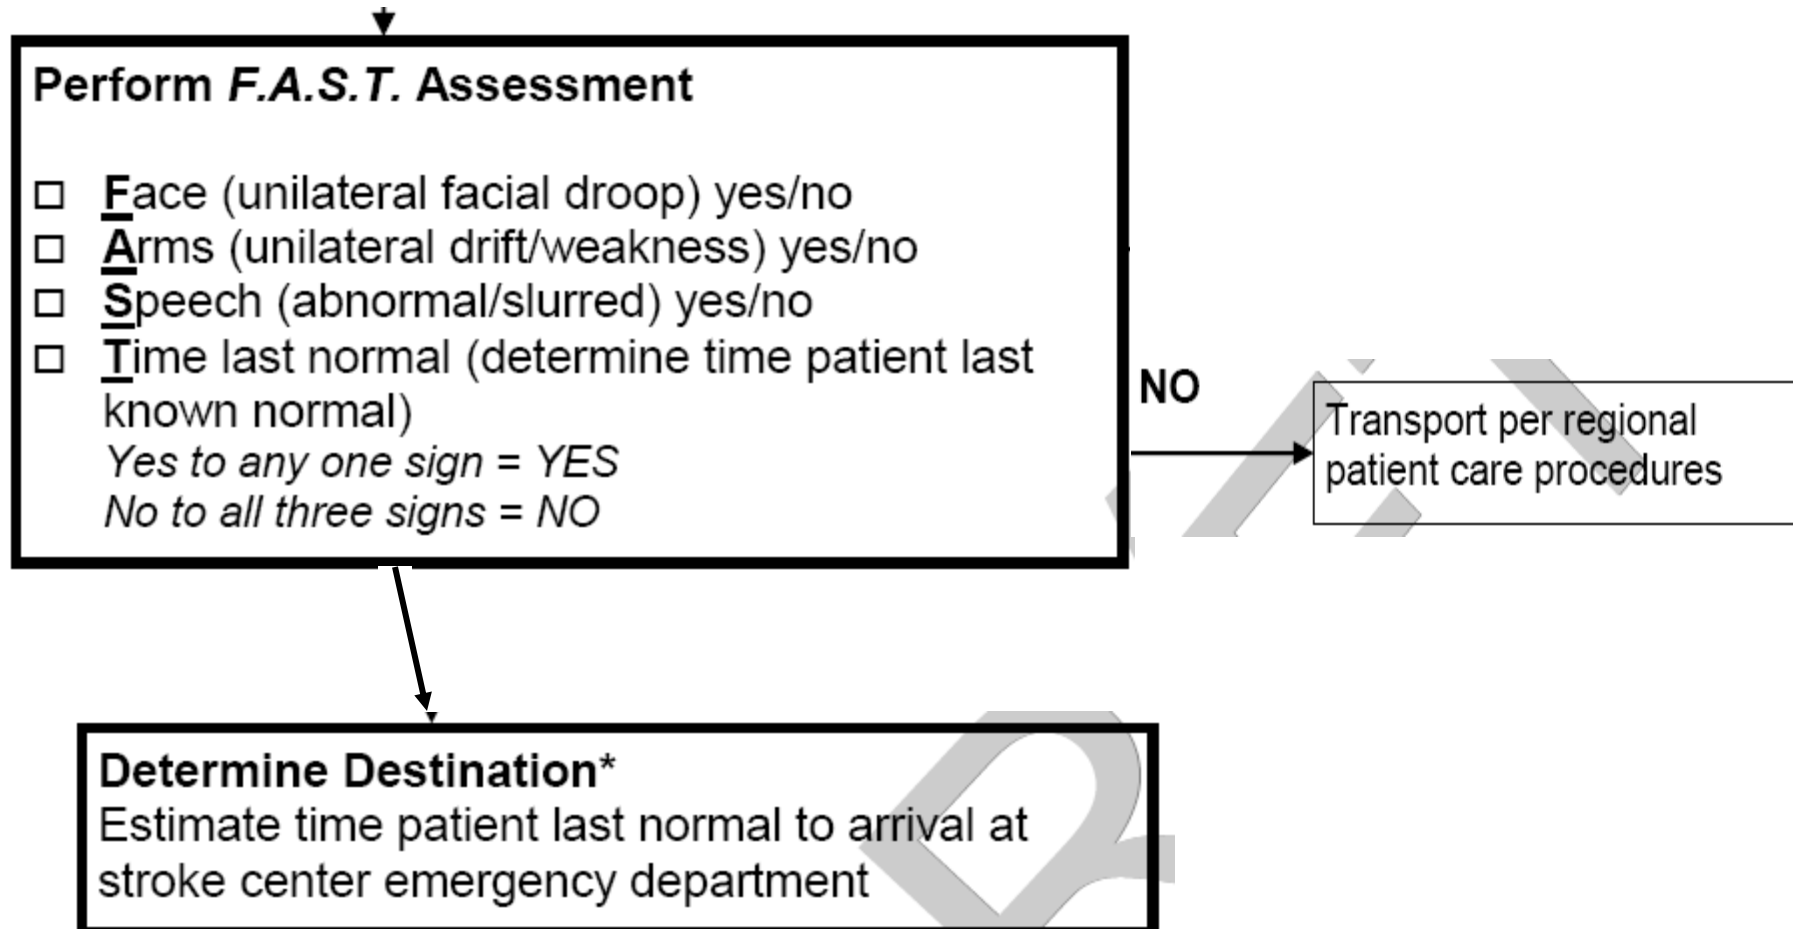 Perform F.A.S.T. Assessment
☐ Face (unilateral facial droop) yes/no
☐ Arms (unilateral drift/weakness) yes/no
☐ Speech (abnormal/slurred) yes/no
☐ Time last normal (determine time patient last
known normal)
Yes to any one sign = YES
No to all three signs = NO
NO
Transport per regional
patient care procedures
Determine Destination*
Estimate time patient last normal to arrival at
stroke center emergency department